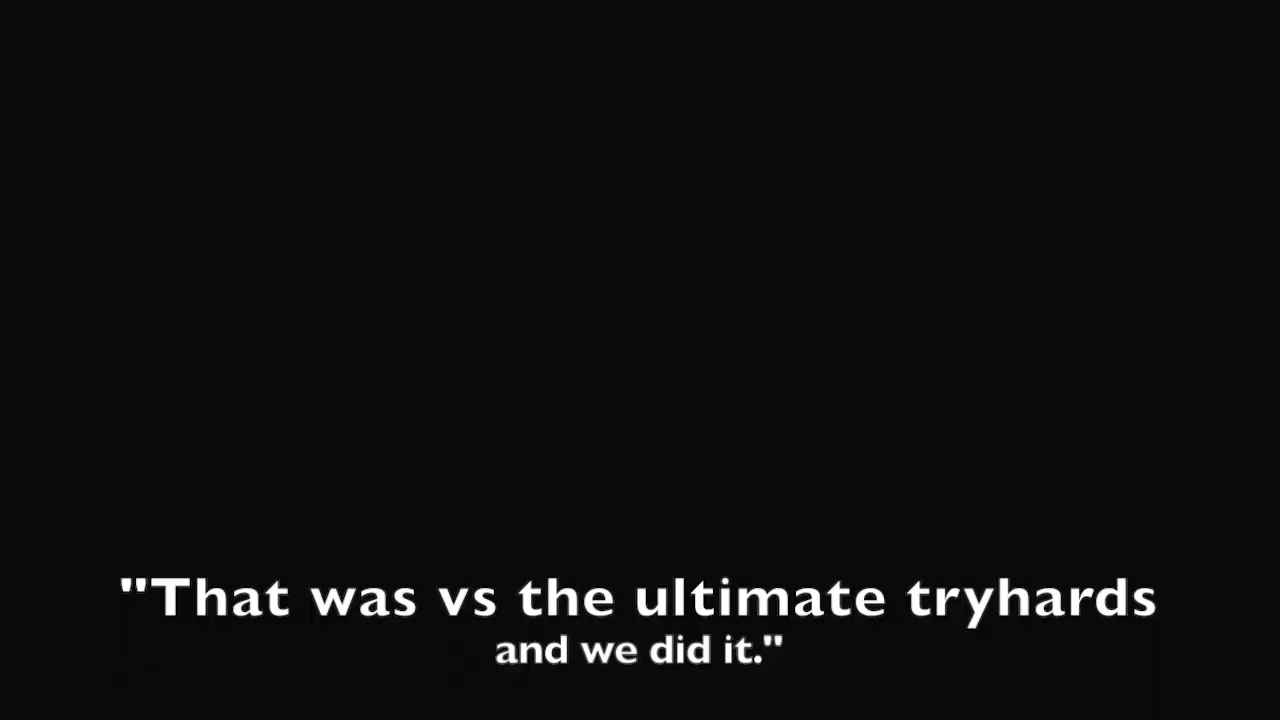 "That was vs the ultimate tryhards
and we did it."